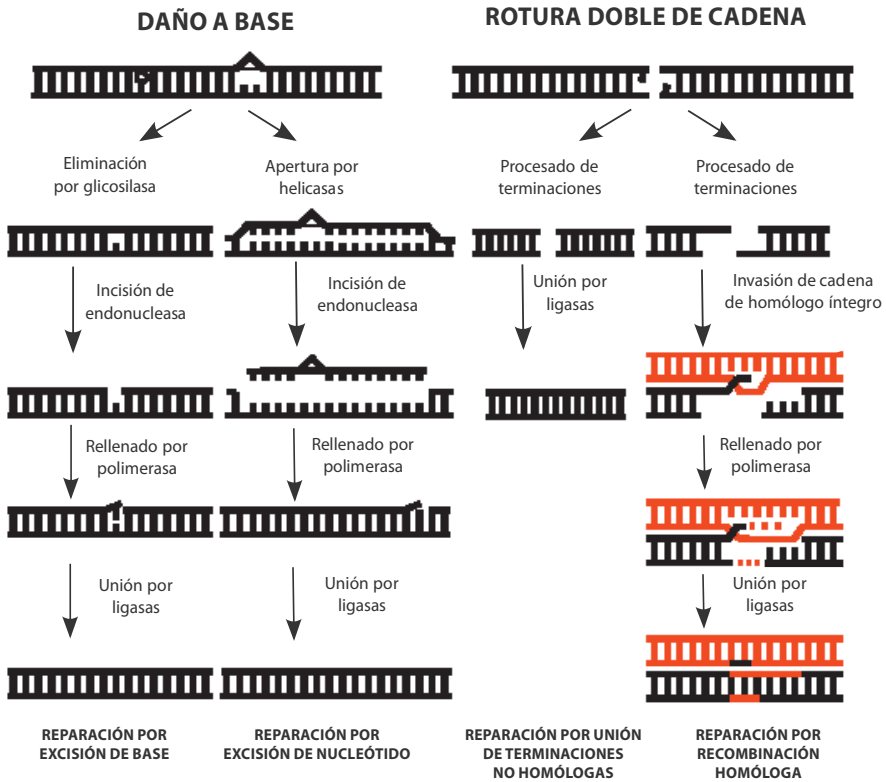 DAÑO A BASE
ROTURA DOBLE DE CADENA
Eliminación
por glicosilasa
Apertura por
helicasas
Procesado de
terminaciones
Procesado de
terminaciones
Incisión de
endonucleasa
Incisión de
endonucleasa
Unión por
ligasas
Invasión de cadena
de homólogo íntegro
Rellenado por
polimerasa
Rellenado por
polimerasa
Rellenado por
polimerasa
Unión por
ligasas
Unión por
ligasas
Unión por
ligasas
REPARACIÓN POR
EXCISIÓN DE BASE
REPARACIÓN POR
EXCISIÓN DE NUCLEÓTIDO
REPARACIÓN POR UNIÓN
DE TERMINACIONES
NO HOMÓLOGAS
REPARACIÓN POR
RECOMBINACIÓN
HOMÓLOGA